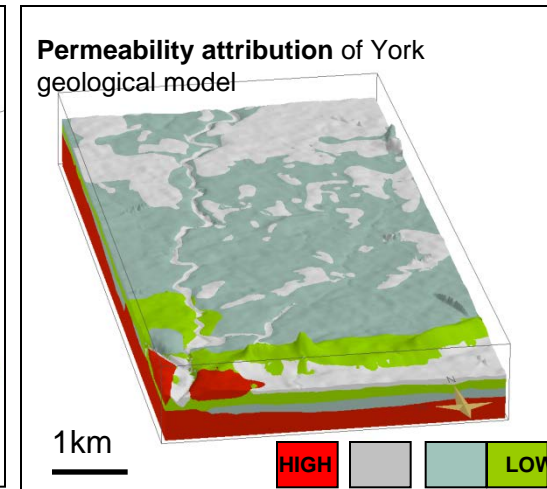 Permeability attribution of York
geological model
N
1km
HIGH
LOW